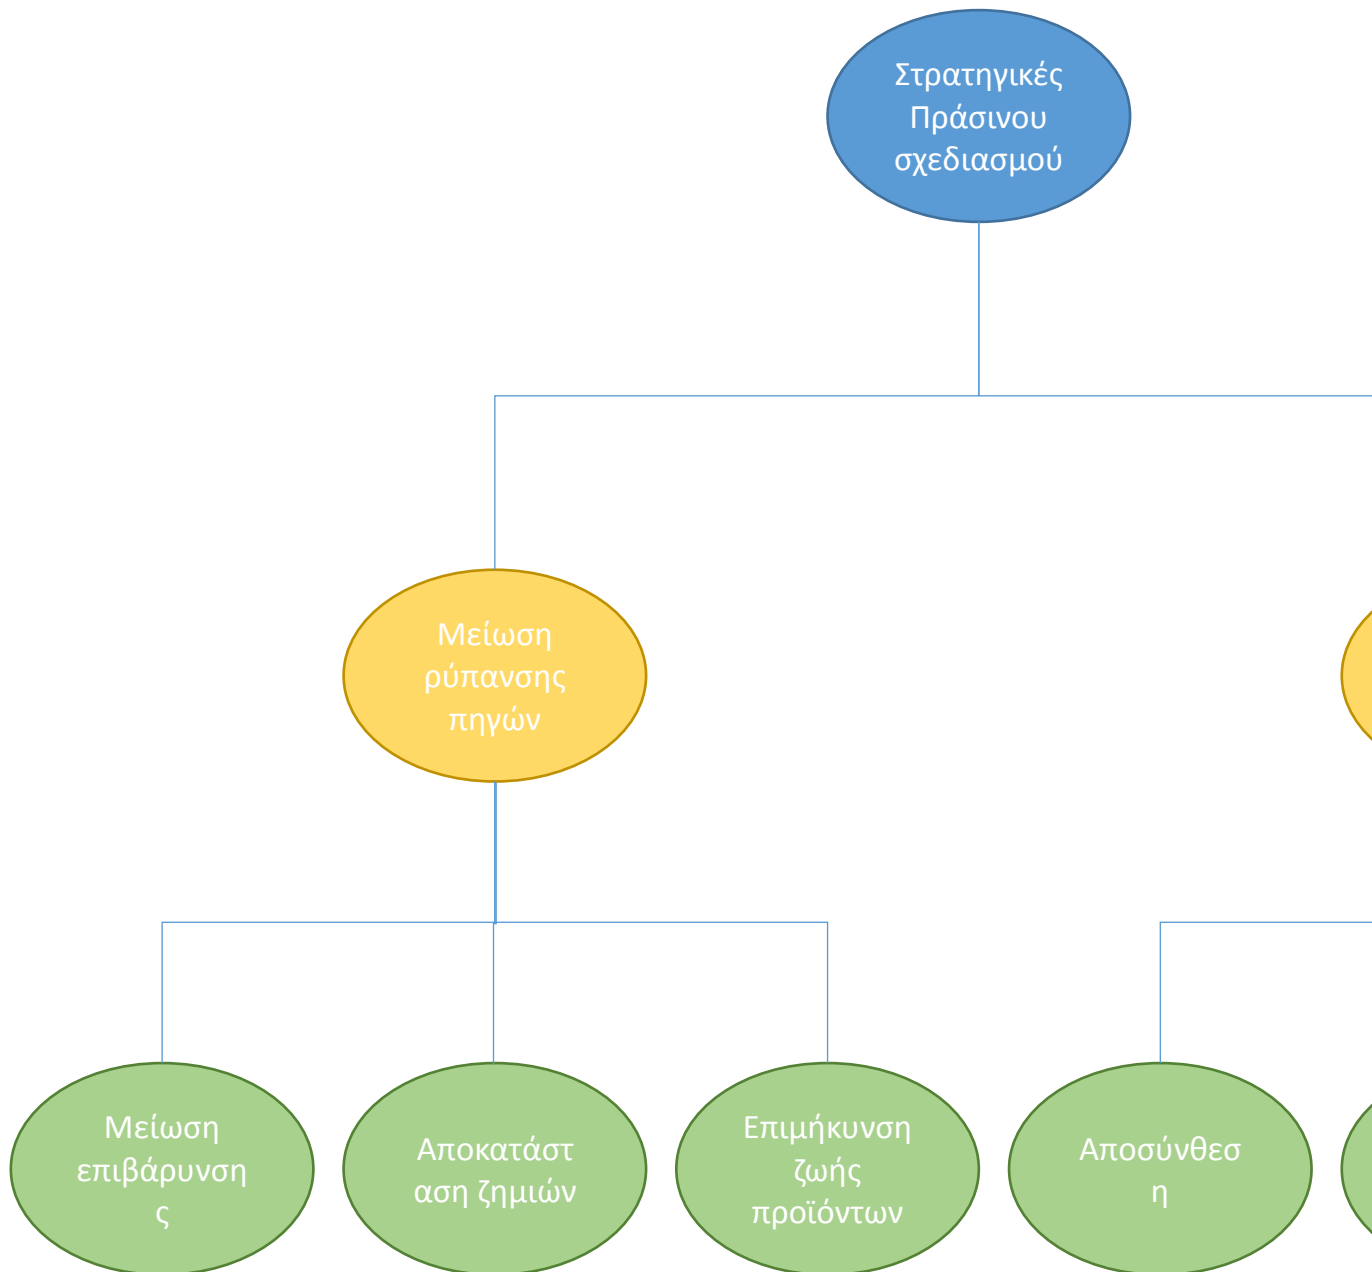 Στρατηγικές
Πράσινου
σχεδιασμού
Μείωση
ρύπανσης
πηγών
Μείωση
επιβάρυνση
ς
Αποκατάστ
αση ζημιών
Επιμήκυνση
ζωής
προϊόντων
Αποσύνθεσ
η